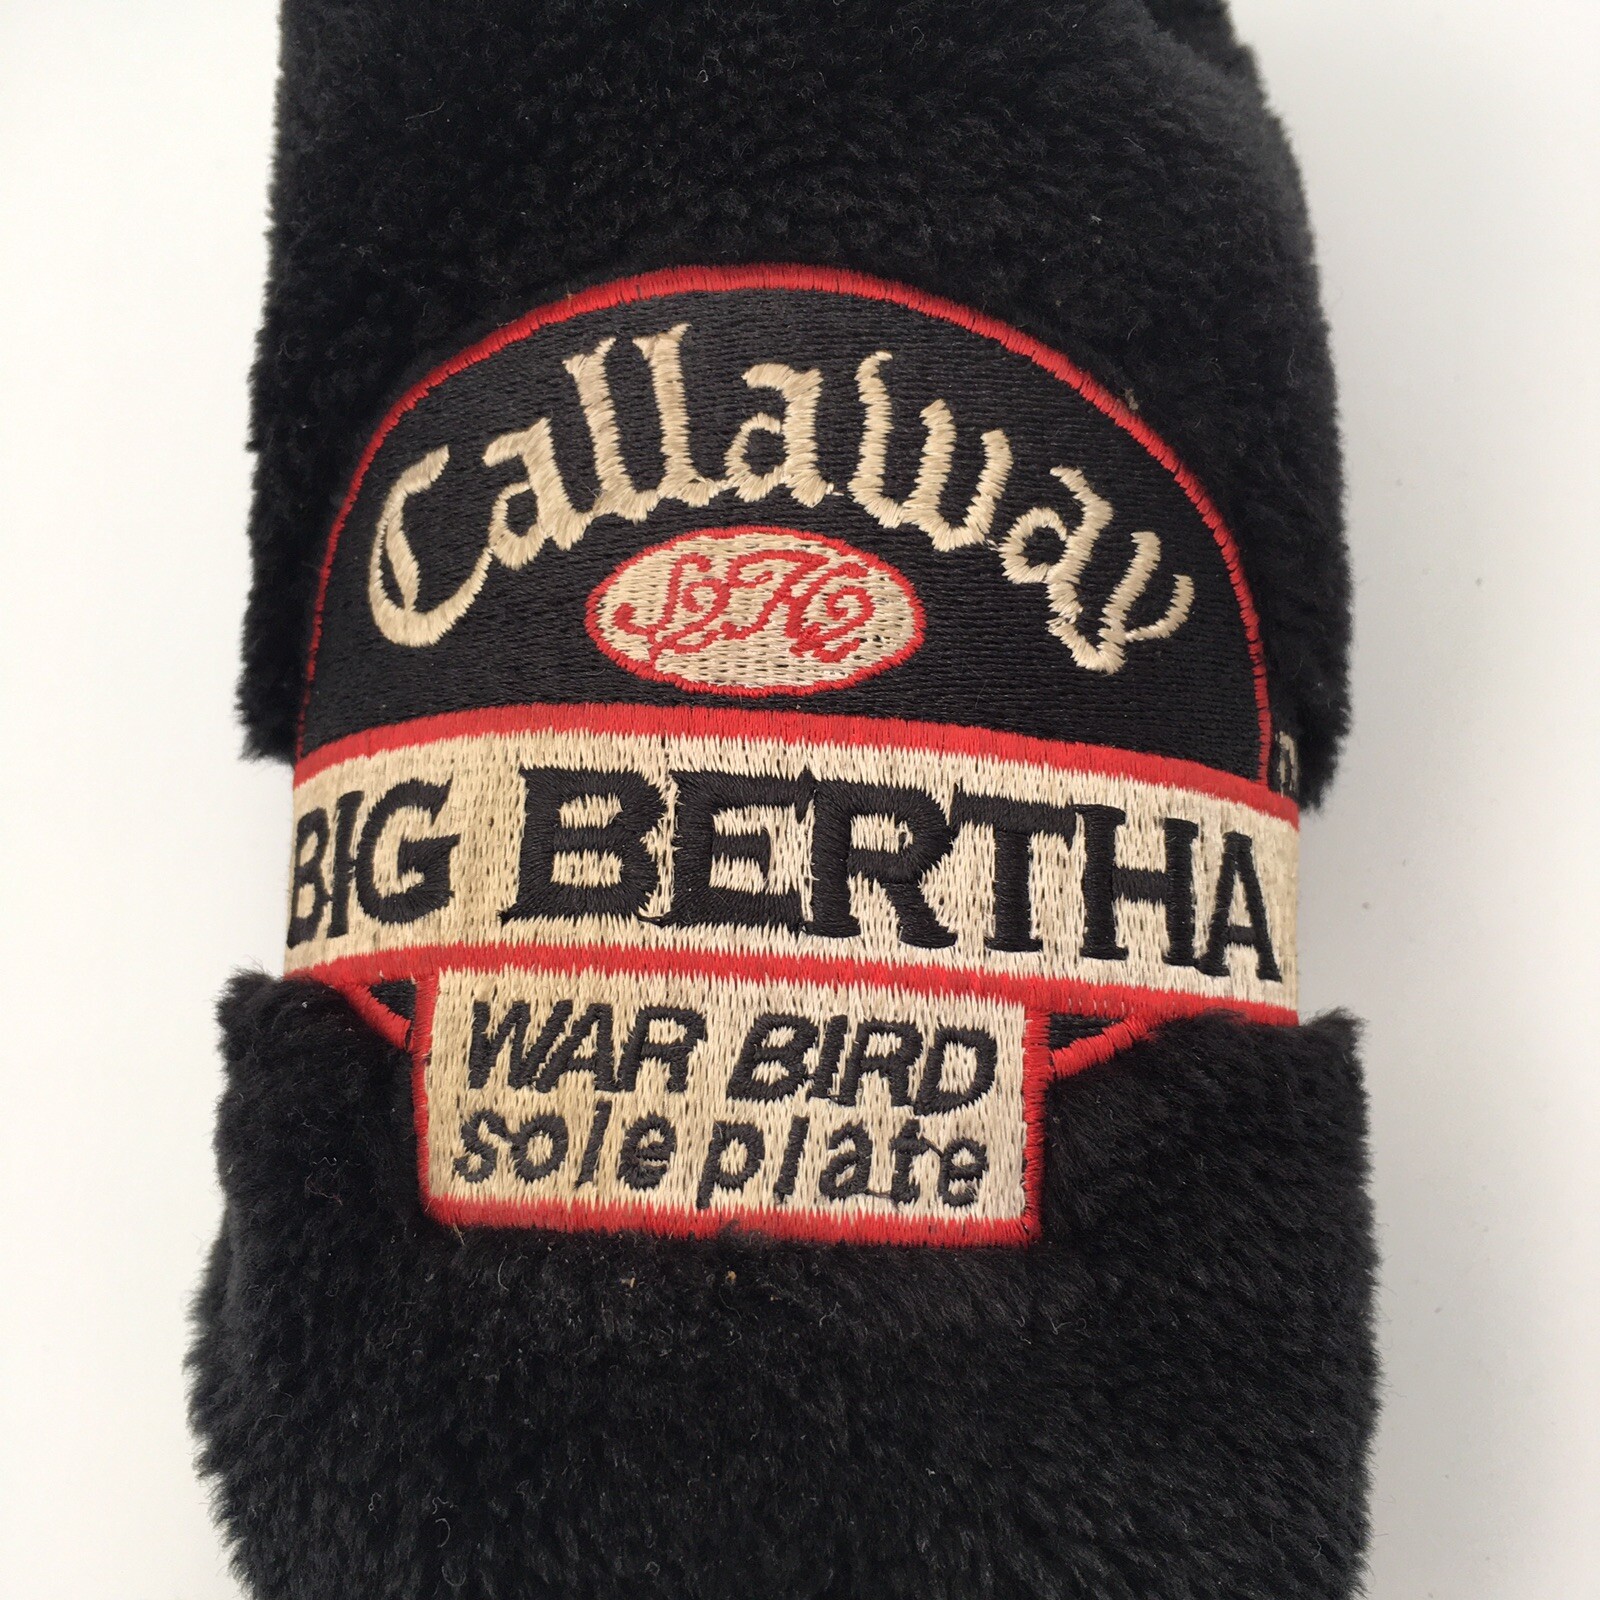 Callaway
S2H2
BIG BERTHA
WAR BIRD
soleplate